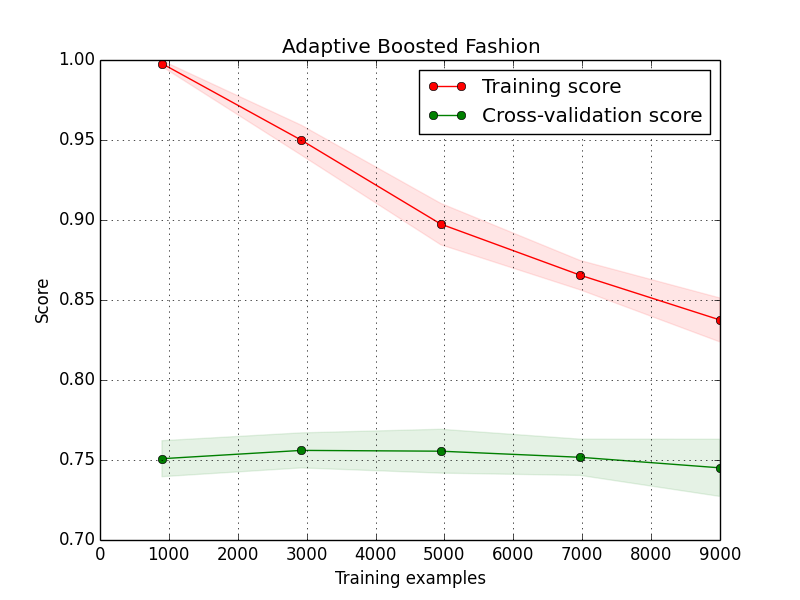 Adaptive Boosted Fashion
Training score
Cross-validation score
1.00
0.95
0.90
0.85
0.80
0.75
0.70
Score
0 1000 2000 3000 4000 5000 6000 7000 8000 9000
Training examples